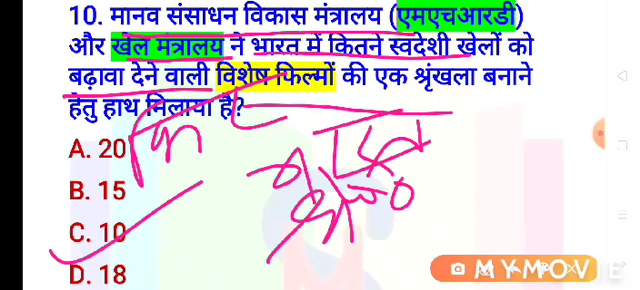 10. मानव संसाधन विकास मंत्रालय (एमएचआरडी)
और खेल मंत्रालय ने भारत में कितने स्वदेशी खेलों को
बढ़ावा देने वाली विशेष फिल्मों की एक श्रृंखला बनाने
हेतु हाथ मिलाया है?
A. 20
B. 15
C. 10
D. 18
MYMOVIE